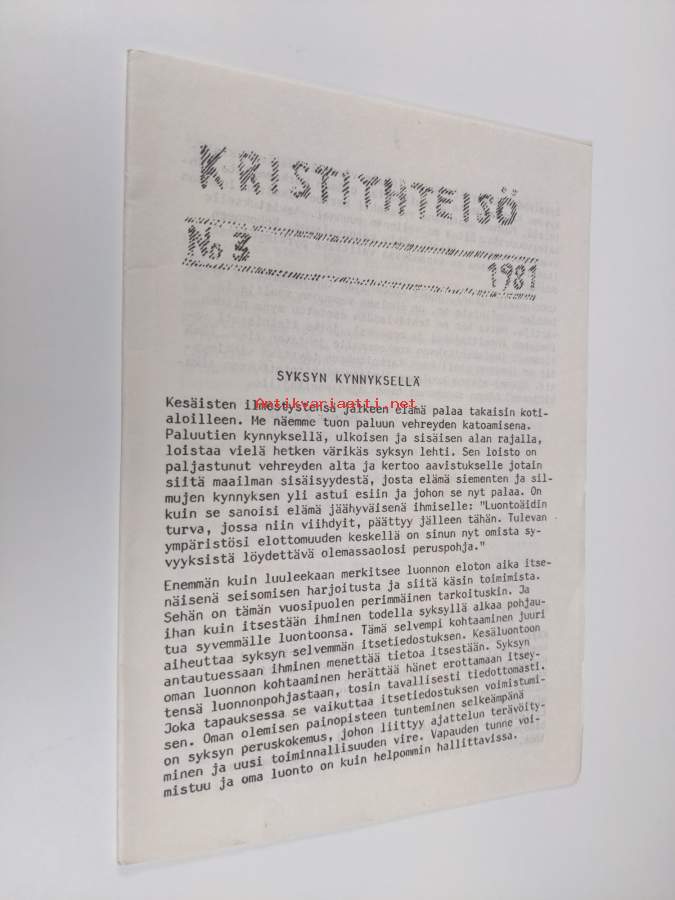 KRISTITHTEISÖ
No 3
1981
SYKSYN KYNNYKSELLÄ
Kesäisten ilmestystensä jälkeen elämä palaa takaisin koti-
aloilleen. Me näemme tuon paluun vehreyden katoamisena.
Paluutien kynnyksellä, ulkoisen ja sisäisen alan rajalla,
loistaa vielä hetken värikäs syksyn lehti. Sen loisto on
paljastunut vehreyden alta ja kertoo aavistukselle jotain
siitä maailman sisäisyydestä, josta elämä siementen ja sil-
mujen kynnyksen yli astui esiin ja johon se nyt palaa. On
kuin se sanoisi elämä jäähyväisenä ihmiselle: "Luontoäidin
turva, jossa niin viihdyit, päättyy jälleen tähän. Tulevan
ympäristösi elottomuuden keskellä on sinun nyt omista sy-
vyyksistä löydettävä olemassaolosi peruspohja."
Enemmän kuin luuleekaan merkitsee luonnon eloton aika itse-
näisenä seisomisen harjoitusta ja siitä käsin toimimista.
Sehän on tämän vuosipuolen perimmäinen tarkoituskin. Ja
ihan kuin itsestään ihminen todella syksyllä alkaa pohjau-
tua syvemmälle luontoonsa. Tämä selvempi kohtaaminen juuri
aiheuttaa syksyn selvemmän itsetiedostuksen. Kesäluontoon
antautuessaan ihminen menettää tietoa itsestään. Syksyn
oman luonnon kohtaaminen herättää hänet erottamaan itsey-
tensä luonnonpohjastaan, tosin tavallisesti tiedottomasti.
Joka tapauksessa se vaikuttaa itsetiedostuksen voimistumi-
sen. Oman olemisen painopisteen tunteminen selkeämpänä
on syksyn peruskokemus, johon liittyy ajattelun terävöity-
minen ja uusi toiminnallisuuden vire. Vapauden tunne voi-
mistuu ja oma luonto on kuin helpommin hallittavissa.
Antikvariaatti.net